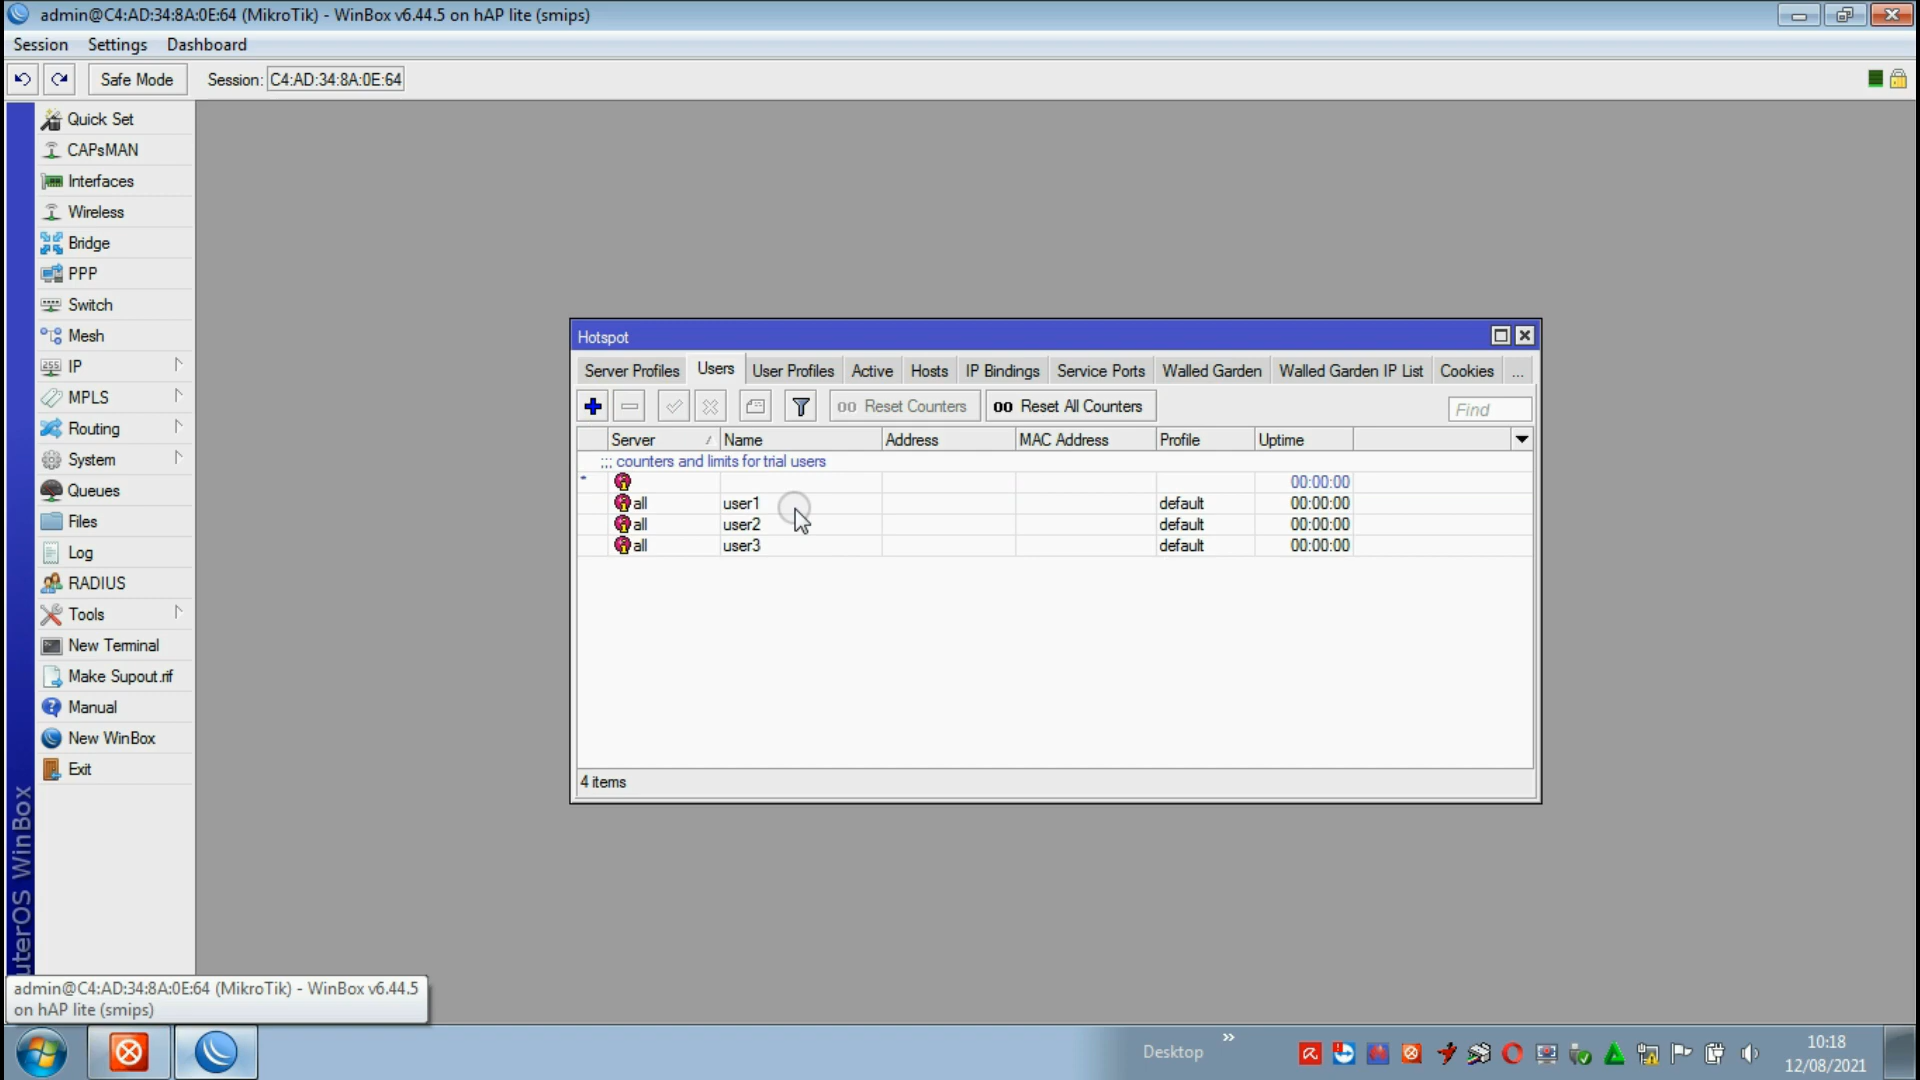 admin@C4:AD:34:8A:0E:64 (MikroTik) - WinBox v6.44.5 on hAP lite (smips)
Session Settings Dashboard
Safe Mode Session: C4:AD:34:8A:0E:64
Quick Set
CAPsMAN
Interfaces
Wireless
Bridge
PPP
Switch
Mesh
IP
MPLS
Routing
System
Queues
Files
Log
RADIUS
Tools
New Terminal
Make Supout.rif
Manual
New WinBox
Exit
uterOS WinBox
Hotspot
Server Profiles Users User Profiles Active Hosts IP Bindings Service Ports Walled Garden Walled Garden IP List Cookies ...
00 Reset Counters 00 Reset All Counters Find
Server Name Address MAC Address Profile Uptime
;;; counters and limits for trial users
* 00:00:00
all user1 default 00:00:00
all user2 default 00:00:00
all user3 default 00:00:00
4 items
admin@C4:AD:34:8A:0E:64 (MikroTik) - WinBox v6.44.5
on hAP lite (smips)
Desktop »
10:18
12/08/2021